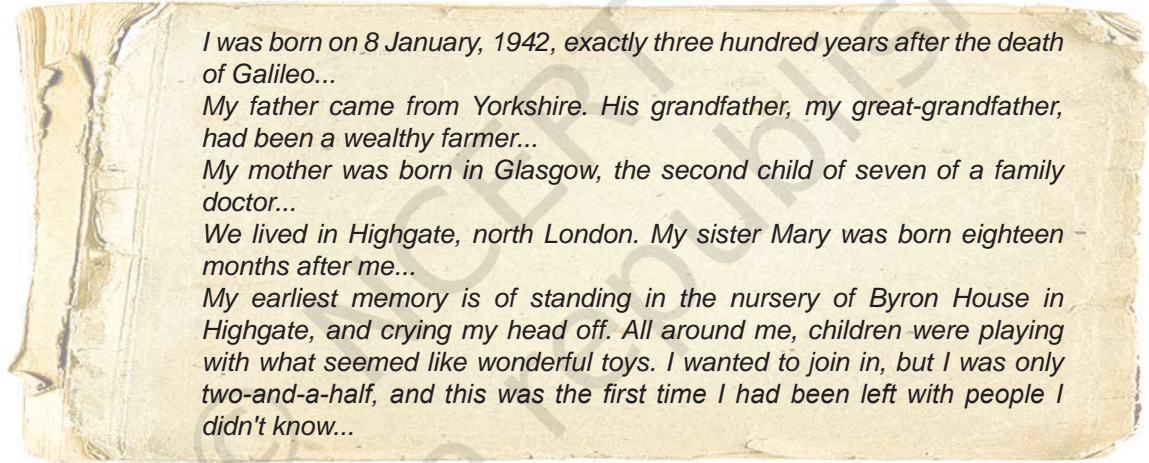 I was born on 8 January, 1942, exactly three hundred years after the death
of Galileo...
My father came from Yorkshire. His grandfather, my great-grandfather,
had been a wealthy farmer...
My mother was born in Glasgow, the second child of seven of a family
doctor...
We lived in Highgate, north London. My sister Mary was born eighteen
months after me...
My earliest memory is of standing in the nursery of Byron House in
Highgate, and crying my head off. All around me, children were playing
with what seemed like wonderful toys. I wanted to join in, but I was only
two-and-a-half, and this was the first time I had been left with people I
didn't know...
© NCERT
republis